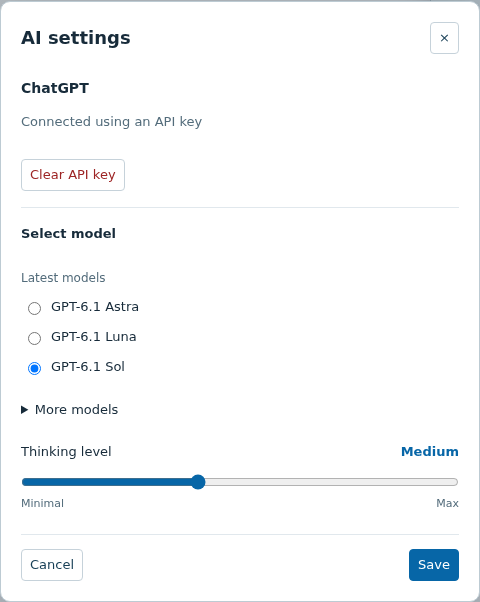 AI settings
×
ChatGPT
Connected using an API key
Clear API key
Select model
Latest models
GPT-6.1 Astra
GPT-6.1 Luna
GPT-6.1 Sol
More models
Thinking level Medium
Minimal Max
Cancel Save